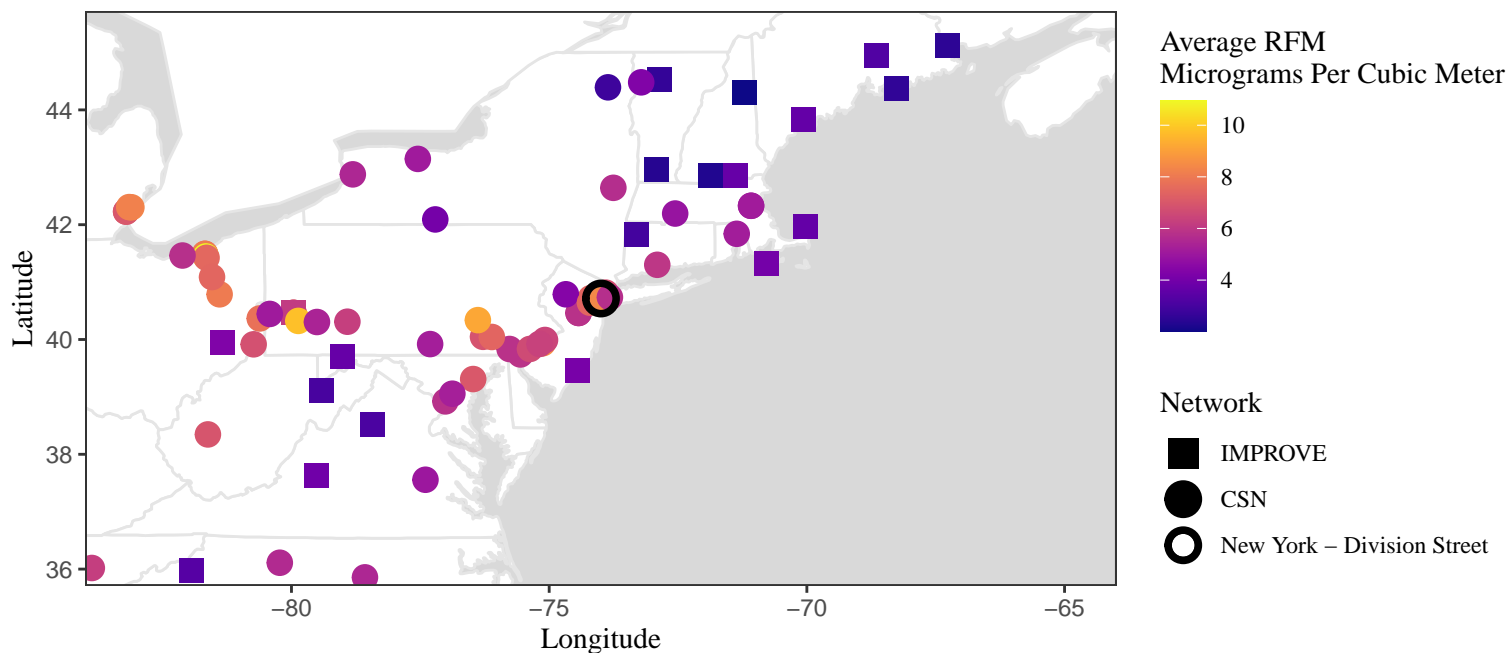 44
42
40
38
36
Latitude
−80
−75
−70
−65
Longitude
Average RFM
Micrograms Per Cubic Meter
10
8
6
4
Network
IMPROVE
CSN
New York – Division Street